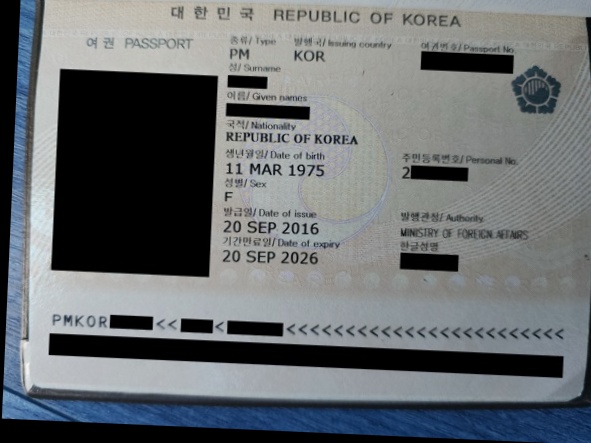 대한민국 REPUBLIC OF KOREA
여권 PASSPORT
종류/ Type 발행국/ Issuing country 여권번호/ Passport No.
PM KOR
성/ Surname
이름/ Given names
국적/ Nationality
REPUBLIC OF KOREA
생년월일/ Date of birth 주민등록번호/ Personal No.
11 MAR 1975 2
성별/ Sex
F
발급일/ Date of issue 발행관청/ Authority
20 SEP 2016 MINISTRY OF FOREIGN AFFAIRS
기간만료일/ Date of expiry 한글성명
20 SEP 2026
PMKOR << < <<<<<<<<<<<<<<<<<<<<<<<<<